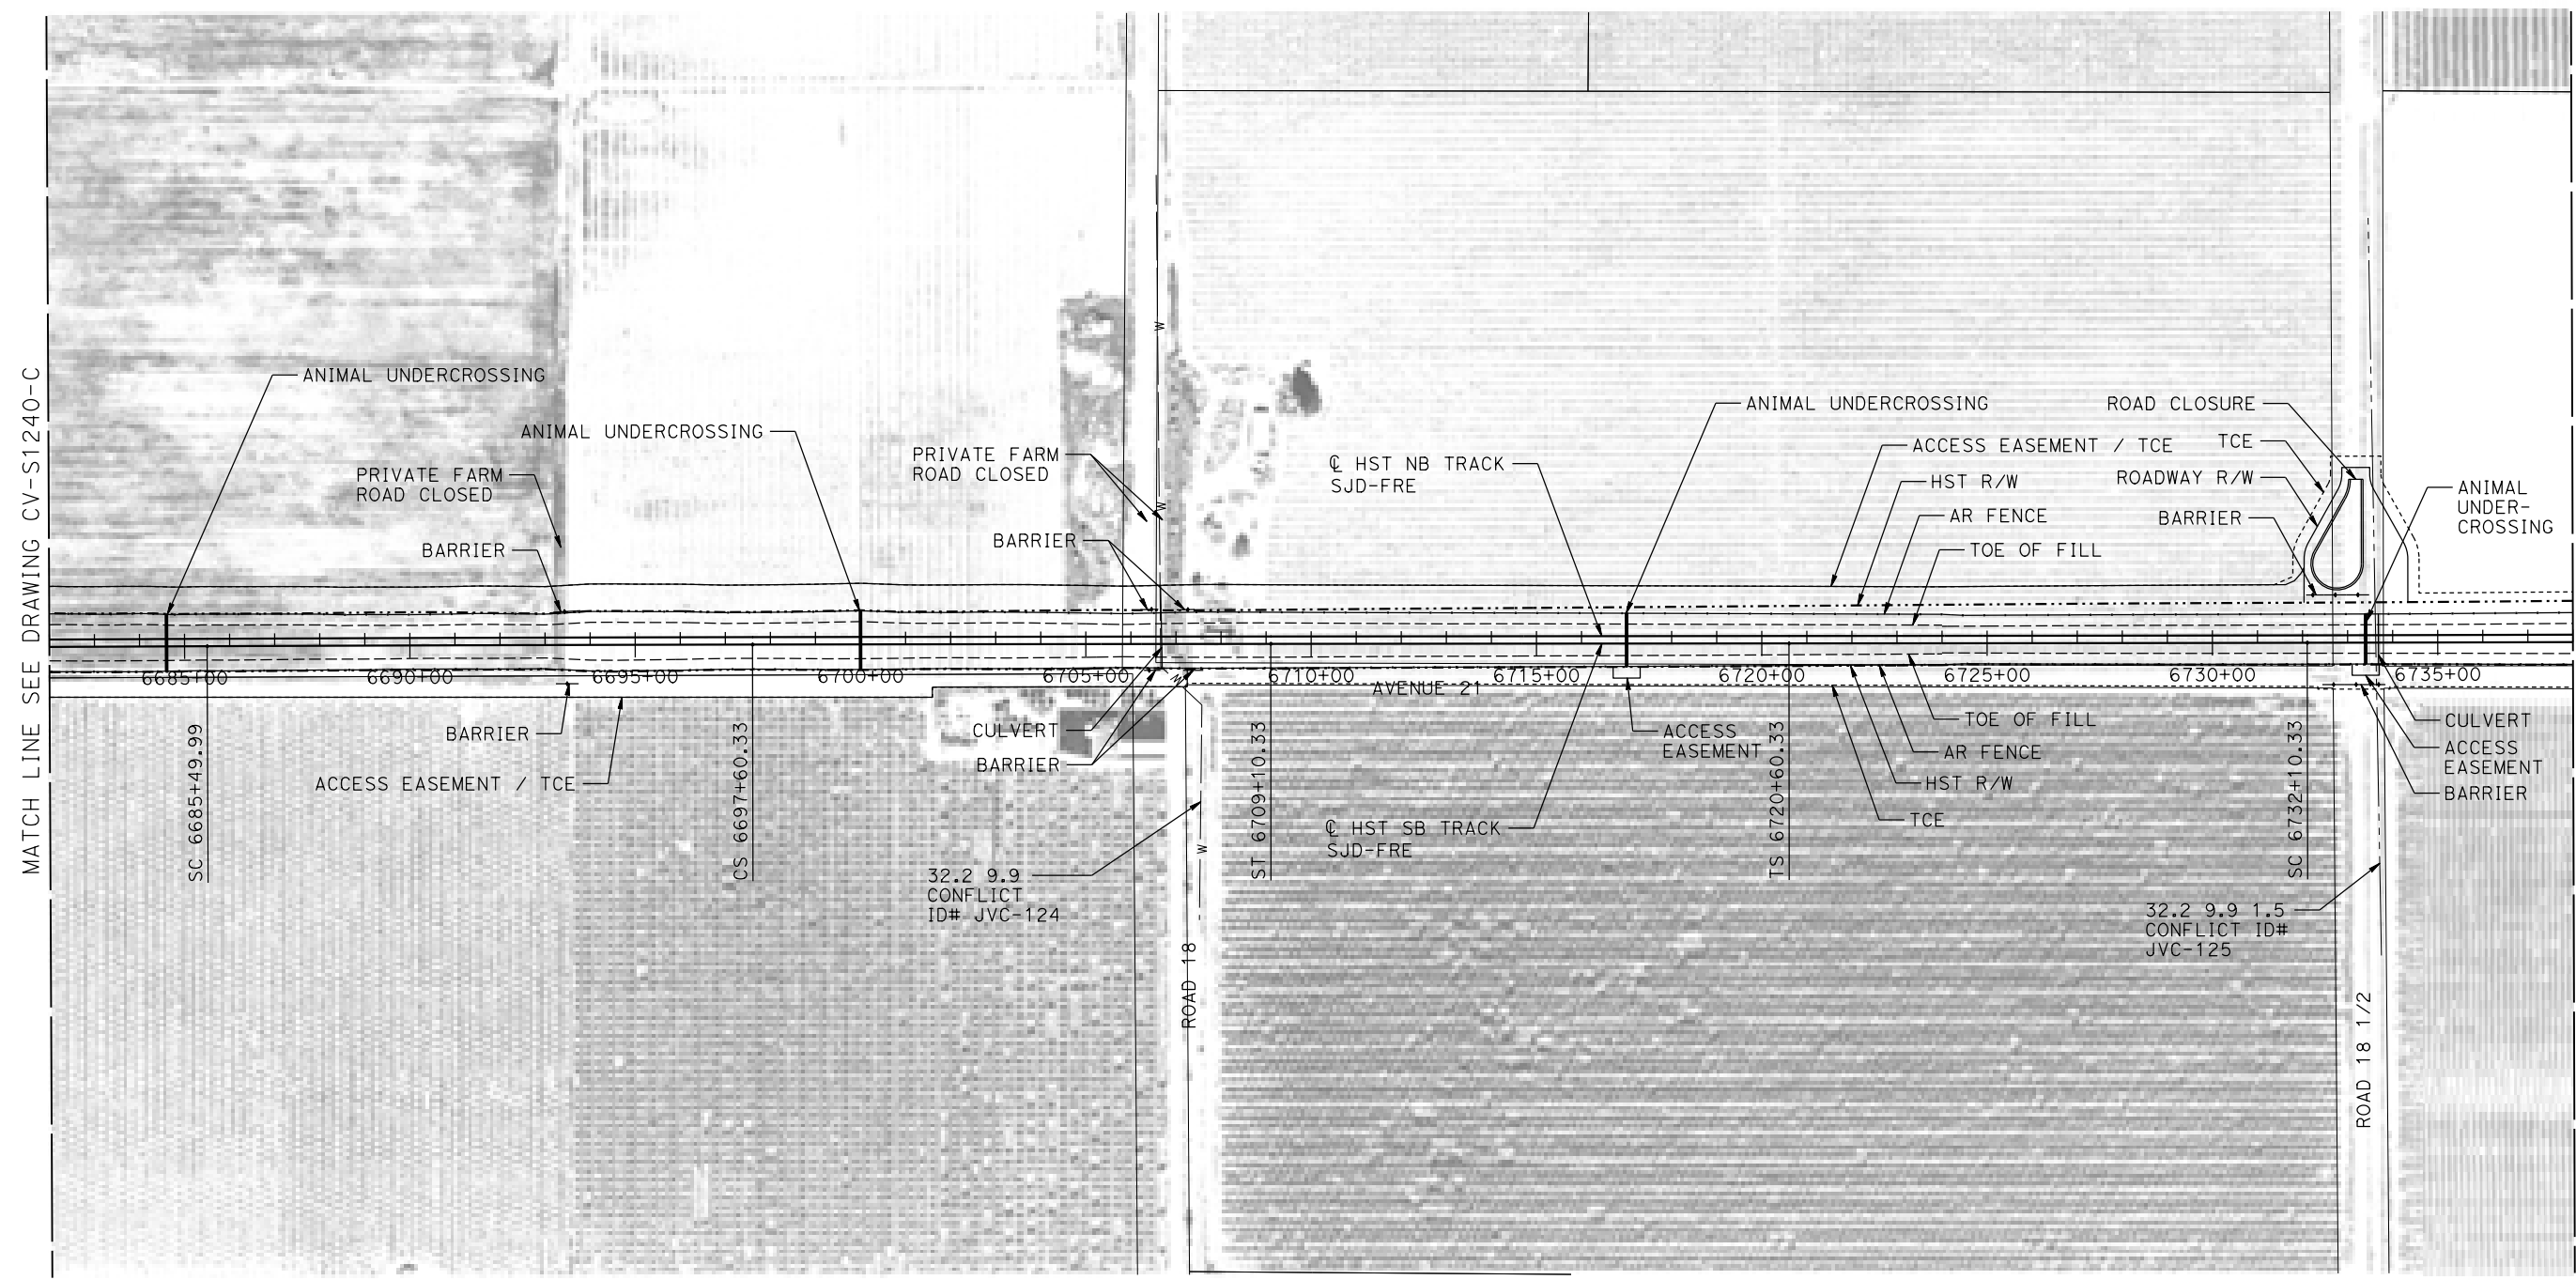 MATCH LINE SEE DRAWING CV-S1240-C
ANIMAL UNDERCROSSING
ANIMAL UNDERCROSSING
PRIVATE FARM
ROAD CLOSED
BARRIER
PRIVATE FARM
ROAD CLOSED
BARRIER
℄ HST NB TRACK
SJD-FRE
ANIMAL UNDERCROSSING
ROAD CLOSURE
ACCESS EASEMENT / TCE
TCE
HST R/W
ROADWAY R/W
AR FENCE
BARRIER
TOE OF FILL
ANIMAL
UNDER-
CROSSING
6685+00
6690+00
6695+00
6700+00
6705+00
6710+00
6715+00
6720+00
6725+00
6730+00
6735+00
AVENUE 21
SC 6685+49.99
BARRIER
ACCESS EASEMENT / TCE
CS 6697+60.33
CULVERT
BARRIER
32.2 9.9
CONFLICT
ID# JVC-124
W
W
W
W
ROAD 18
ST 6709+10.33
℄ HST SB TRACK
SJD-FRE
ACCESS
EASEMENT
TS 6720+60.33
TOE OF FILL
AR FENCE
HST R/W
TCE
SC 6732+10.33
CULVERT
ACCESS
EASEMENT
BARRIER
32.2 9.9 1.5
CONFLICT ID#
JVC-125
ROAD 18 1/2